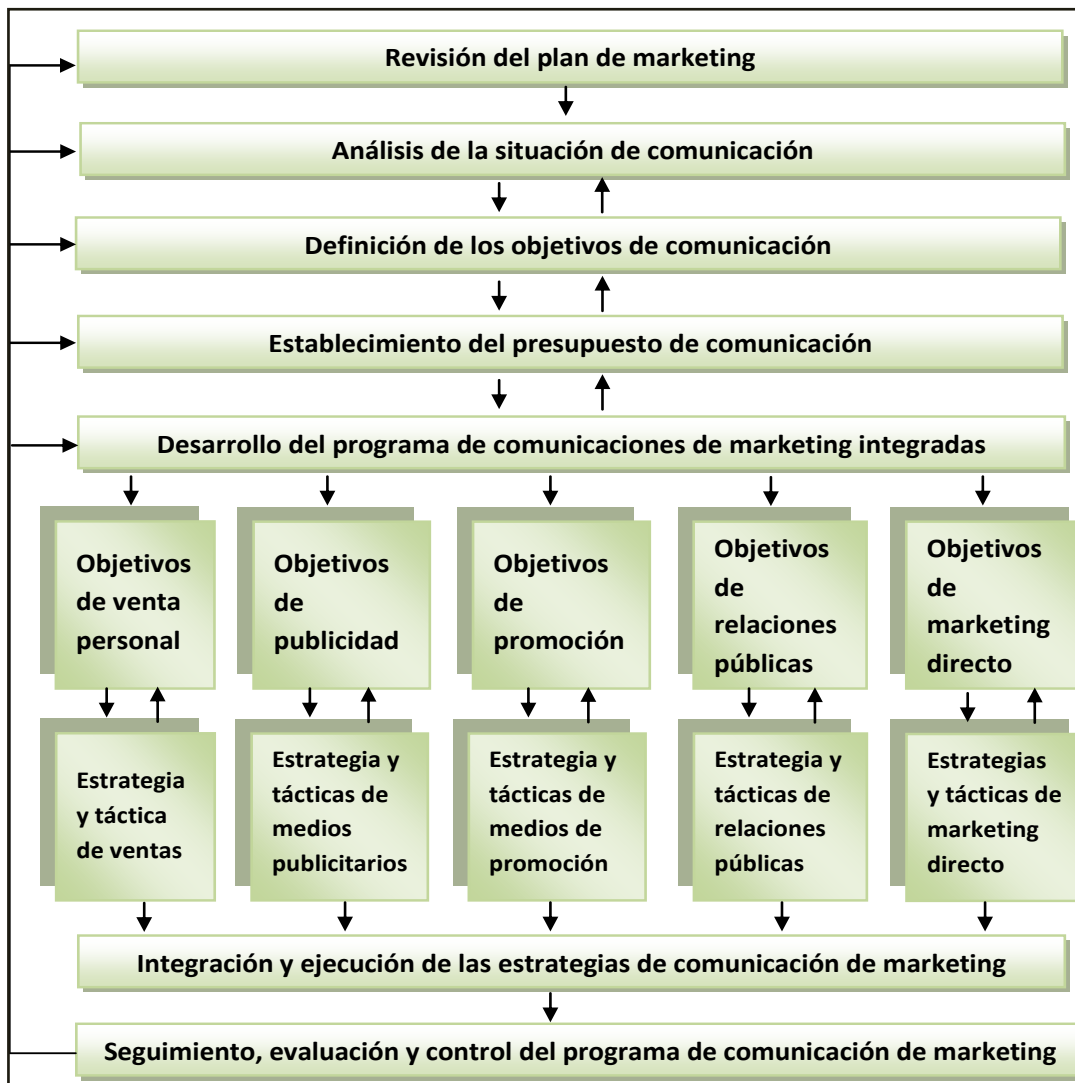 Revisión del plan de marketing
Análisis de la situación de comunicación
Definición de los objetivos de comunicación
Establecimiento del presupuesto de comunicación
Desarrollo del programa de comunicaciones de marketing integradas
Objetivos
de venta
personal
Objetivos
de
publicidad
Objetivos
de
promoción
Objetivos
de
relaciones
públicas
Objetivos
de
marketing
directo
Estrategia
y táctica
de ventas
Estrategia y
tácticas de
medios
publicitarios
Estrategia y
tácticas de
medios de
promoción
Estrategia y
tácticas de
relaciones
públicas
Estrategias
y tácticas de
marketing
directo
Integración y ejecución de las estrategias de comunicación de marketing
Seguimiento, evaluación y control del programa de comunicación de marketing